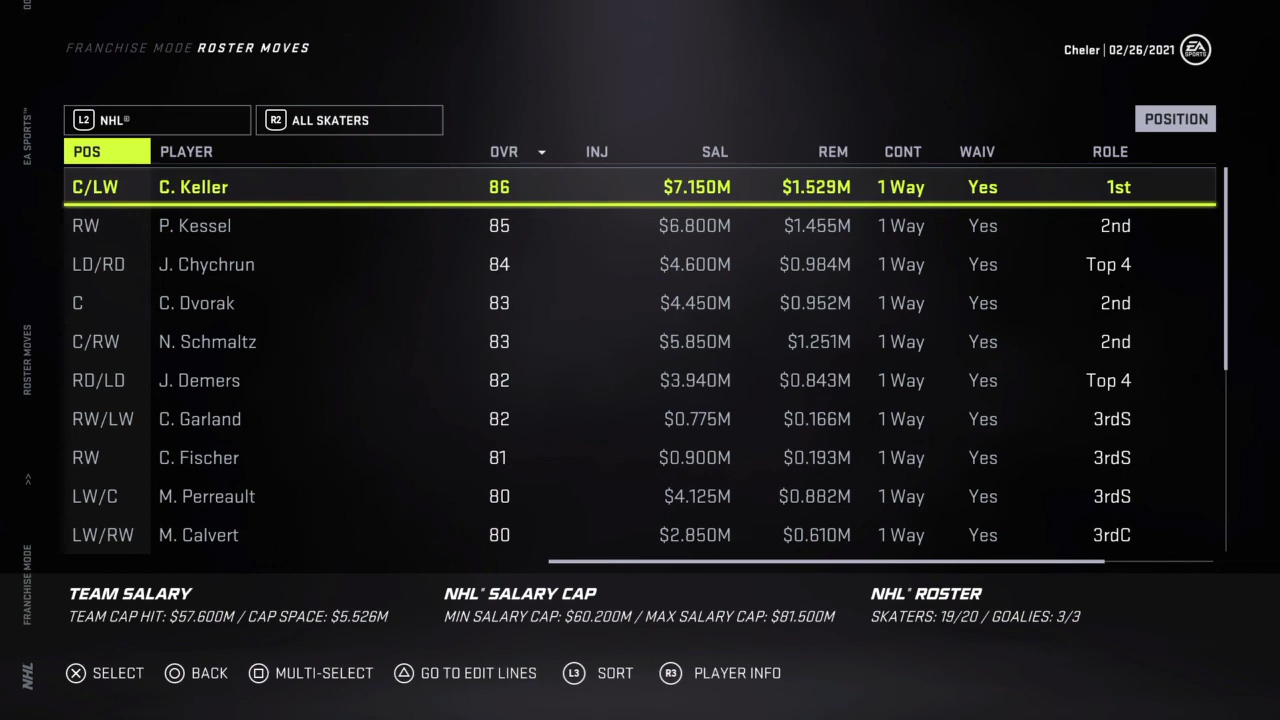 FRANCHISE MODE ROSTER MOVES
Cheler | 02/26/2021 EA SPORTS
L2 NHL®
R2 ALL SKATERS
POSITION
POS PLAYER OVR INJ SAL REM CONT WAIV ROLE
C/LW C. Keller 86 $7.150M $1.529M 1 Way Yes 1st
RW P. Kessel 85 $6.800M $1.455M 1 Way Yes 2nd
LD/RD J. Chychrun 84 $4.600M $0.984M 1 Way Yes Top 4
C C. Dvorak 83 $4.450M $0.952M 1 Way Yes 2nd
C/RW N. Schmaltz 83 $5.850M $1.251M 1 Way Yes 2nd
RD/LD J. Demers 82 $3.940M $0.843M 1 Way Yes Top 4
RW/LW C. Garland 82 $0.775M $0.166M 1 Way Yes 3rdS
RW C. Fischer 81 $0.900M $0.193M 1 Way Yes 3rdS
LW/C M. Perreault 80 $4.125M $0.882M 1 Way Yes 3rdS
LW/RW M. Calvert 80 $2.850M $0.610M 1 Way Yes 3rdC
TEAM SALARY
TEAM CAP HIT: $57.600M / CAP SPACE: $5.526M
NHL® SALARY CAP
MIN SALARY CAP: $60.200M / MAX SALARY CAP: $81.500M
NHL® ROSTER
SKATERS: 19/20 / GOALIES: 3/3
SELECT BACK MULTI-SELECT GO TO EDIT LINES L3 SORT R3 PLAYER INFO
NHL FRANCHISE MODE >> ROSTER MOVES EA SPORTS™